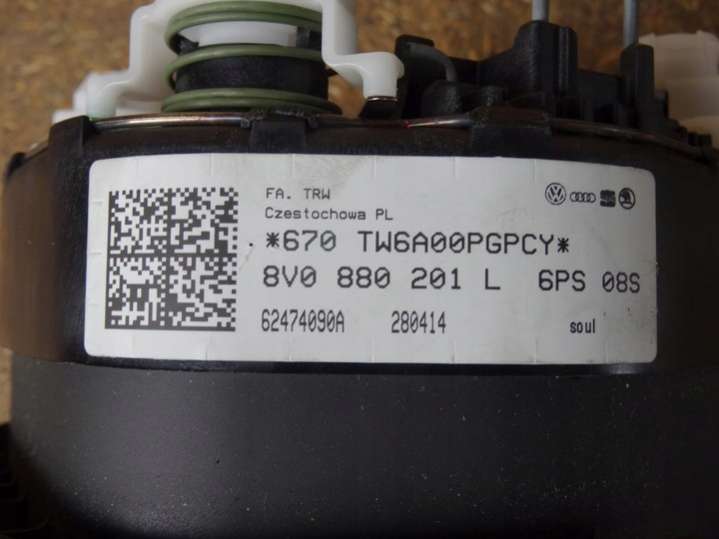 FA. TRW
Czestochowa PL
*670 TW6A00PGPCY*
8V0 880 201 L 6PS 08S
62474090A 280414 soul